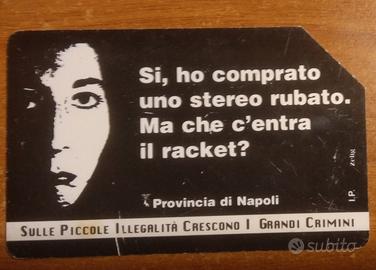 Si, ho comprato
uno stereo rubato.
Ma che c'entra
il racket?
Provincia di Napoli
I.P.
Zelig
SULLE PICCOLE ILLEGALITÀ CRESCONO I GRANDI CRIMINI
subito